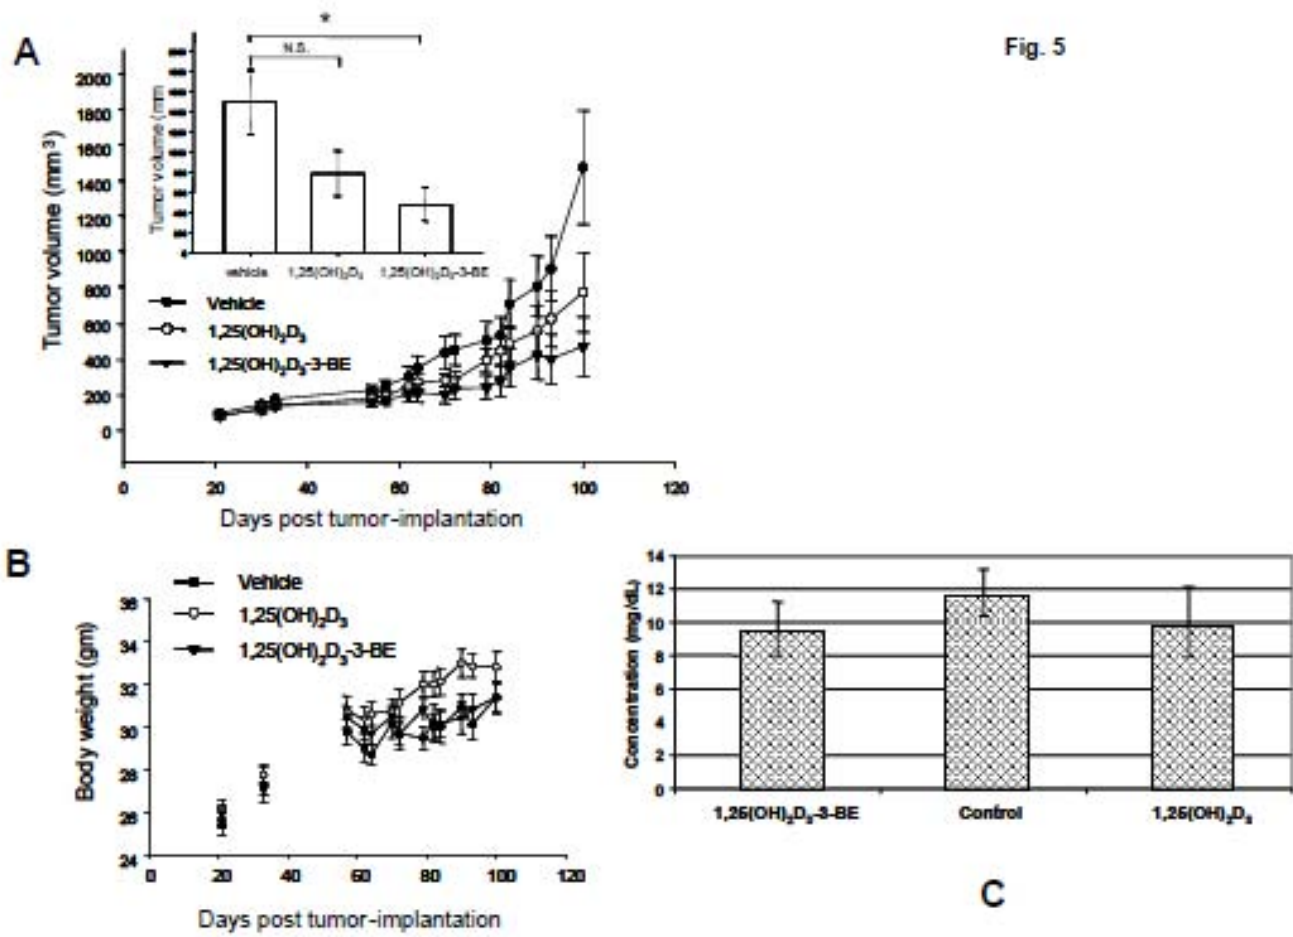 A
Fig. 5
*
N.S.
Tumor volume (mm
vehicle 1,25(OH)2D3 1,25(OH)2D3-3-BE
Tumor volume (mm3)
2000
1800
1600
1400
1200
1000
800
600
400
200
0
Vehicle
1,25(OH)2D3
1,25(OH)2D3-3-BE
0 20 40 60 80 100 120
Days post tumor-implantation
B
Vehicle
1,25(OH)2D3
1,25(OH)2D3-3-BE
Body weight (gm)
36
34
32
30
28
26
24
0 20 40 60 80 100 120
Days post tumor-implantation
Concentration (mg/dL)
14
12
10
8
6
4
2
0
1,25(OH)2D3-3-BE Control 1,25(OH)2D3
C